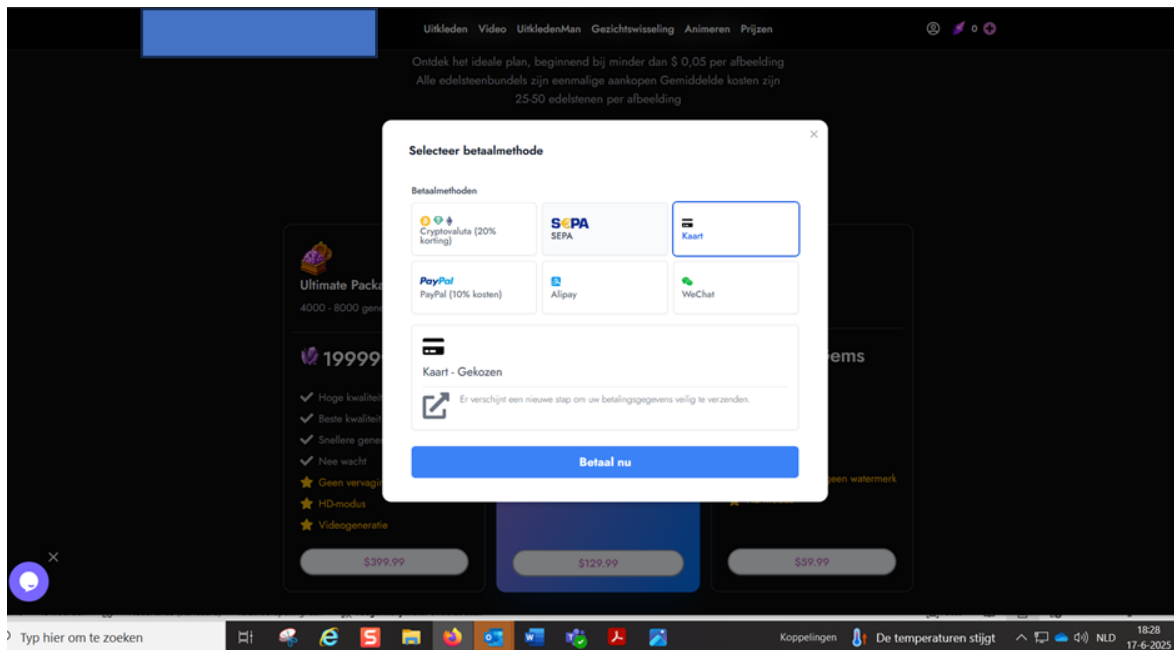 Uitkleden Video UitkledenMan Gezichtswisseling Animeren Prijzen 0
Ontdek het ideale plan, beginnend bij minder dan $ 0,05 per afbeelding
Alle edelsteenbundels zijn eenmalige aankopen Gemiddelde kosten zijn
25-50 edelstenen per afbeelding
Selecteer betaalmethode
Betaalmethoden
Cryptovaluta (20% korting)
S€PA
SEPA
Kaart
PayPal
PayPal (10% kosten)
Alipay
WeChat
Kaart - Gekozen
Er verschijnt een nieuwe stap om uw betalingsgegevens veilig te verzenden.
Betaal nu
Ultimate Packa
4000 - 8000 gene
19999
Hoge kwaliteit
Beste kwaliteit
Snellere gene
Nee wacht
Geen vervagin
HD-modus
Videogeneratie
$399.99
$129.99
ems
geen watermerk
$59.99
Typ hier om te zoeken
Koppelingen De temperaturen stijgt NLD
18:28
17-6-2025